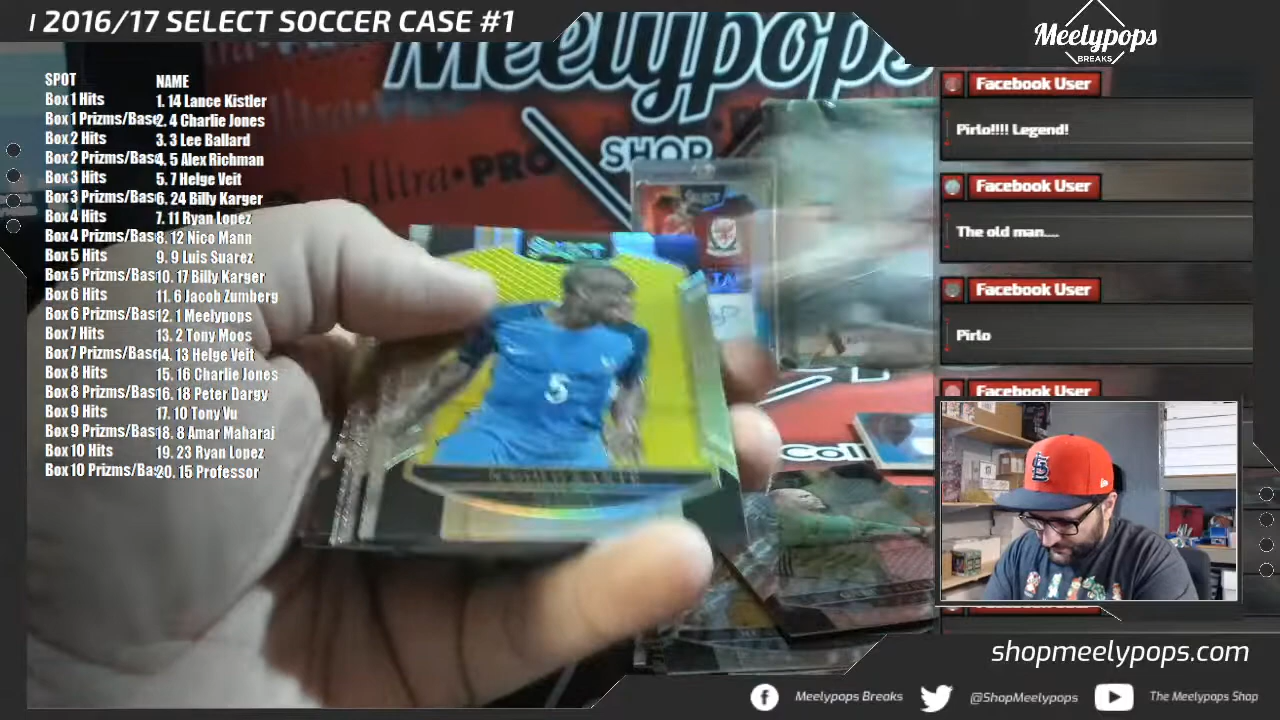 2016/17 SELECT SOCCER CASE #1
Meelypops
BREAKS
Meelypops
SHOP
Ultra•PRO
SPOT NAME
Box 1 Hits 1. 14 Lance Kistler
Box 1 Prizms/Base 2. 4 Charlie Jones
Box 2 Hits 3. 3 Lee Ballard
Box 2 Prizms/Base 4. 5 Alex Richman
Box 3 Hits 5. 7 Helge Veit
Box 3 Prizms/Base 6. 24 Billy Karger
Box 4 Hits 7. 11 Ryan Lopez
Box 4 Prizms/Bas 8. 12 Nico Mann
Box 5 Hits 9. 9 Luis Suarez
Box 5 Prizms/Bas 10. 17 Billy Karger
Box 6 Hits 11. 6 Jacob Zumberg
Box 6 Prizms/Bas 12. 1 Meelypops
Box 7 Hits 13. 2 Tony Moos
Box 7 Prizms/Bas 14. 13 Helge Veit
Box 8 Hits 15. 16 Charlie Jones
Box 8 Prizms/Bas 16. 18 Peter Dargy
Box 9 Hits 17. 10 Tony Vu
Box 9 Prizms/Bas 18. 8 Amar Maharaj
Box 10 Hits 19. 23 Ryan Lopez
Box 10 Prizms/Bas 20. 15 Professor
SELECT
5
Facebook User
Pirlo!!!! Legend!
Facebook User
The old man....
Facebook User
Pirlo
Facebook User
shopmeelypops.com
Meelypops Breaks
@ShopMeelypops
The Meelypops Shop